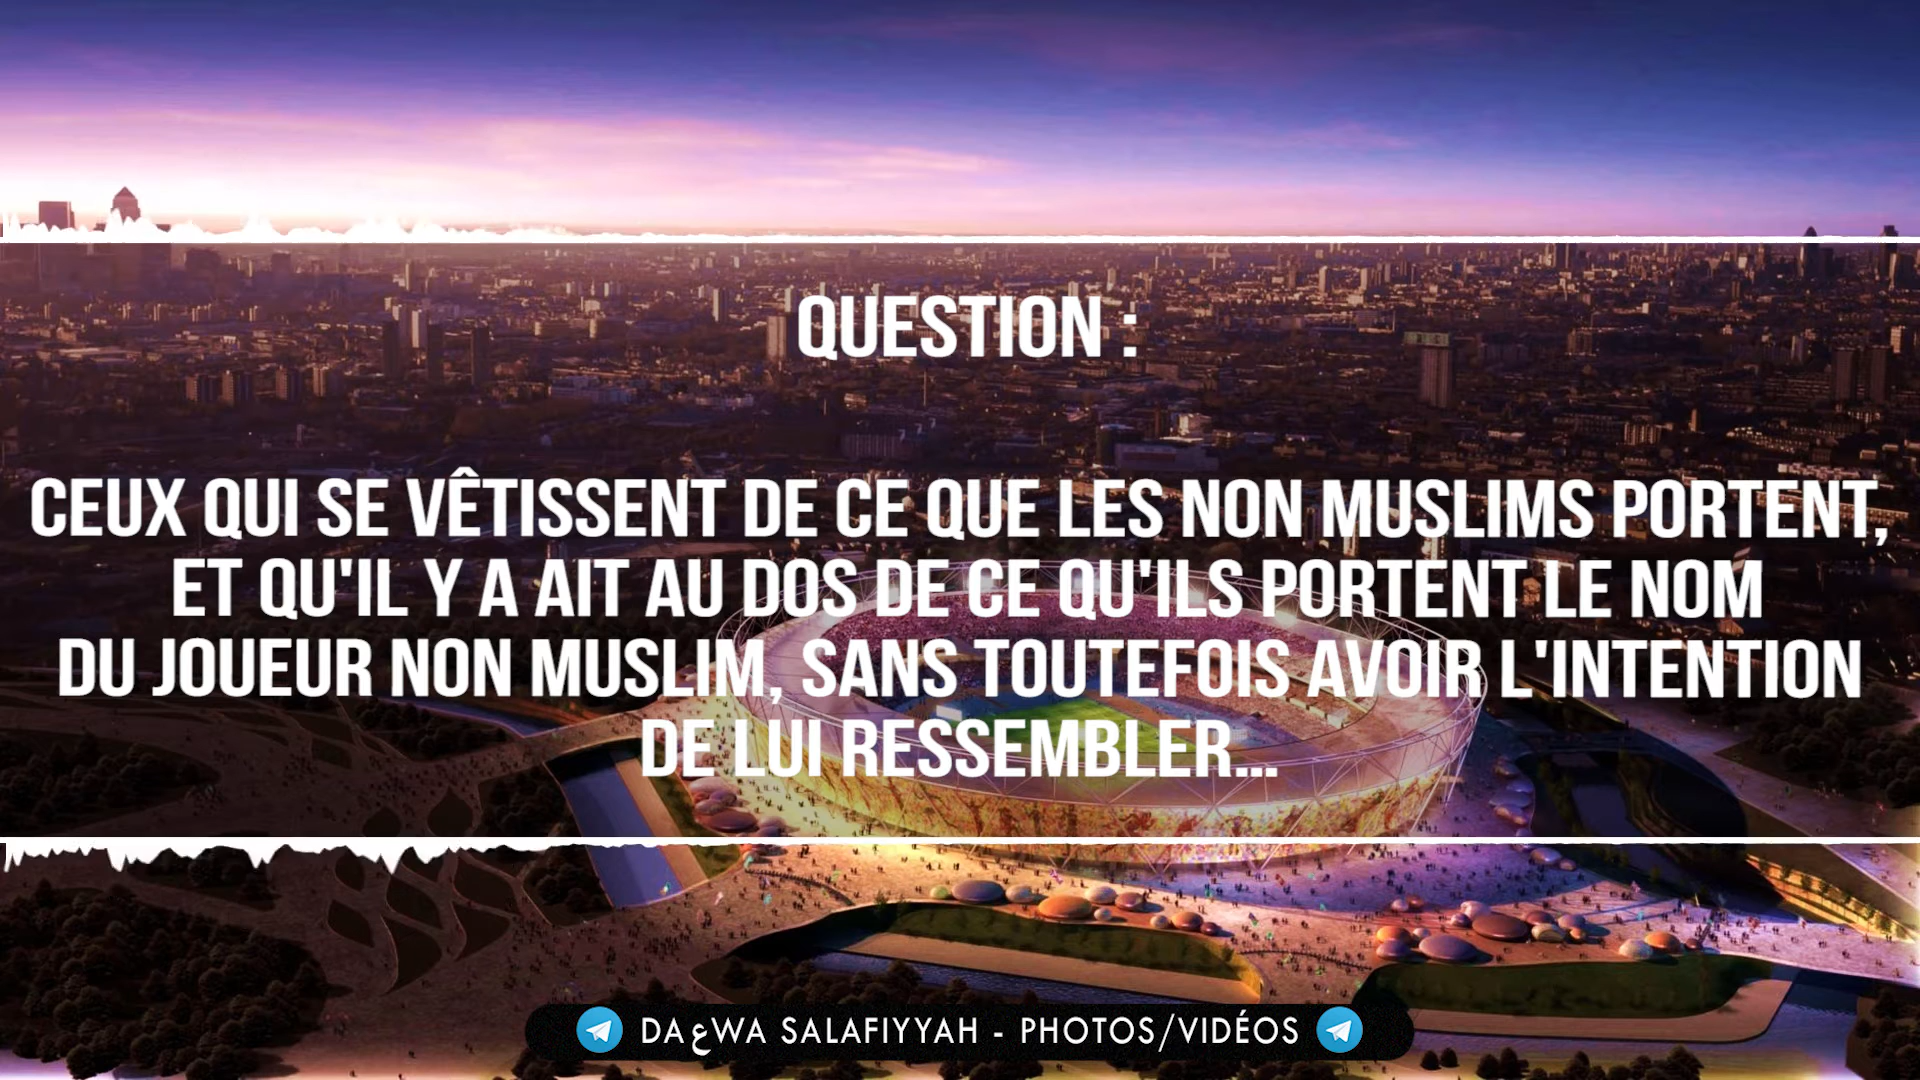 QUESTION :
CEUX QUI SE VÊTISSENT DE CE QUE LES NON MUSLIMS PORTENT,
ET QU'IL Y A AIT AU DOS DE CE QU'ILS PORTENT LE NOM
DU JOUEUR NON MUSLIM, SANS TOUTEFOIS AVOIR L'INTENTION
DE LUI RESSEMBLER...
DAعWA SALAFIYYAH - PHOTOS/VIDÉOS